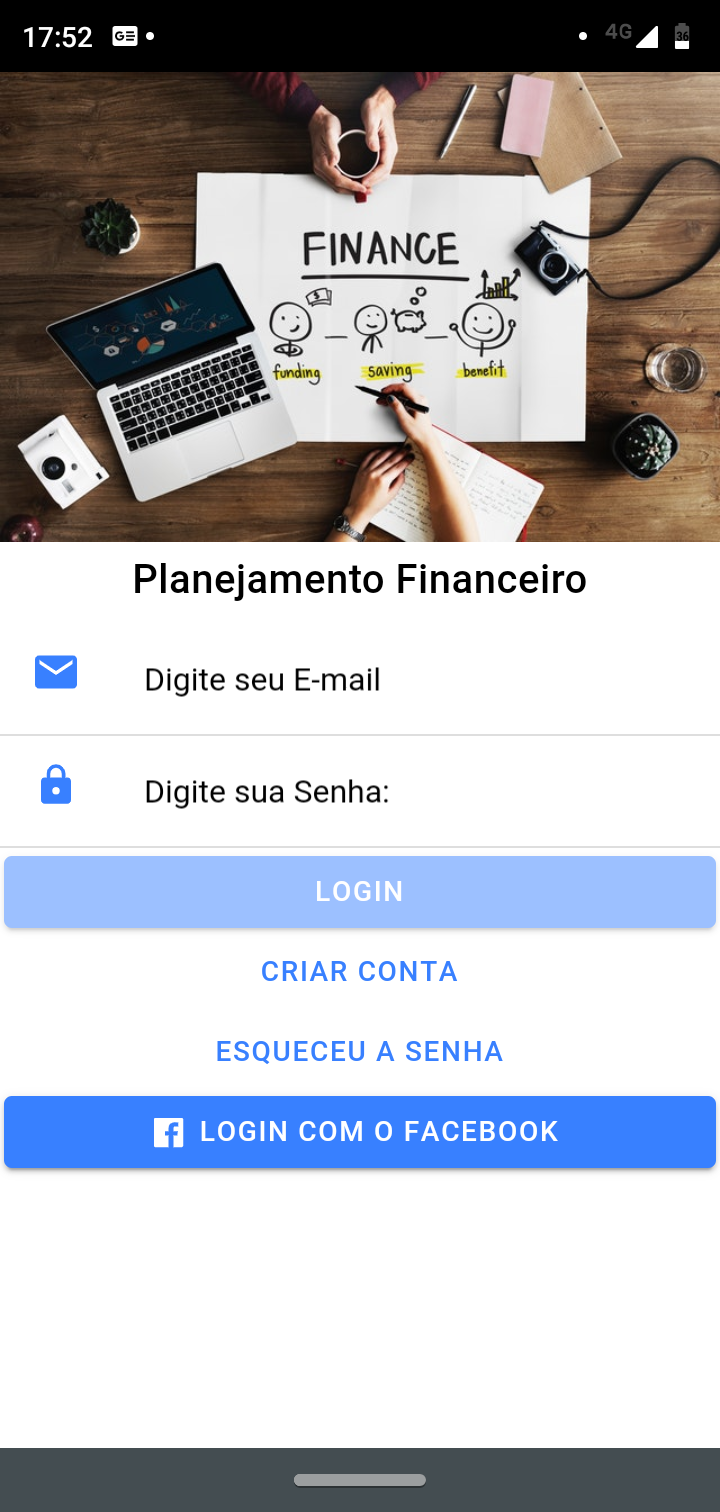 17:52
4G
36
FINANCE
$
funding
saving
benefit
Planejamento Financeiro
Digite seu E-mail
Digite sua Senha:
LOGIN
CRIAR CONTA
ESQUECEU A SENHA
LOGIN COM O FACEBOOK